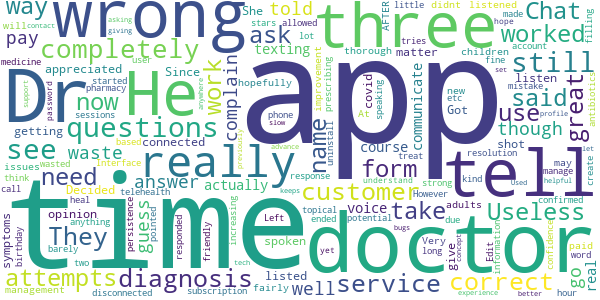 way wrong three Chat
She told allowed little didnt listened made
pay completely ask texting worked
Dr He app still
now work complain said
questions really name use great
see waste though
need answer form course tell
They customer take Useless
time doctor
attempts diagnosis service correct
well go
getting connected Since appreciated matter
communicate thorough children
hopefully tries lot stars asking
will contact user giving
medicine started pharmacy password sessions
improvement prescribing AFTER account filling
phone slow uninstall At covid speaking
new etc Got listen mistake fine set
antibiotics shot resolution
issues think wasted based Interface Decided
actually telehealth response keeps understand However
treat kind strong may manage helpful
call heal opinion anything barely two
guess pointed persistence responded friendly increasing
voice adults due Used confirmed create let
symptoms birthday spoken Left yet topical ended
potential bugs Very long give Edit
information confidence paid word real
management disconnected subscription listed fairly
tech experience better hour
support anywhere previously advance concepts profile